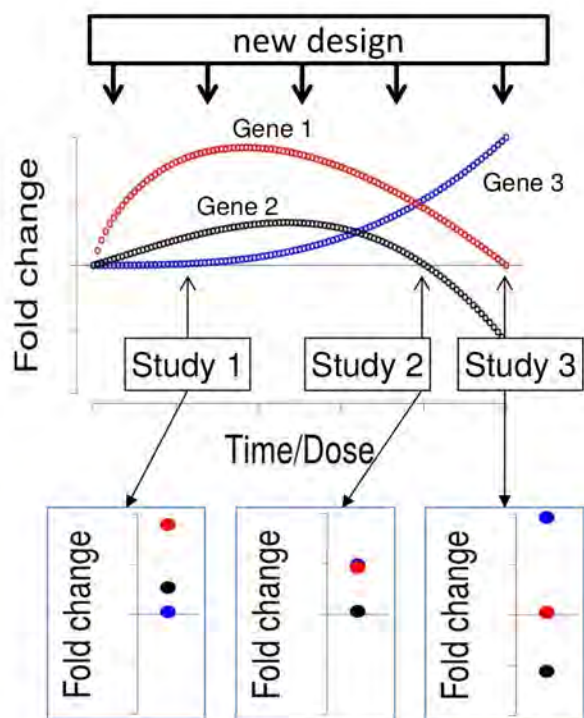 new design
Gene 1
Gene 2
Gene 3
Fold change
Study 1
Study 2
Study 3
Time/Dose
Fold change
Fold change
Fold change